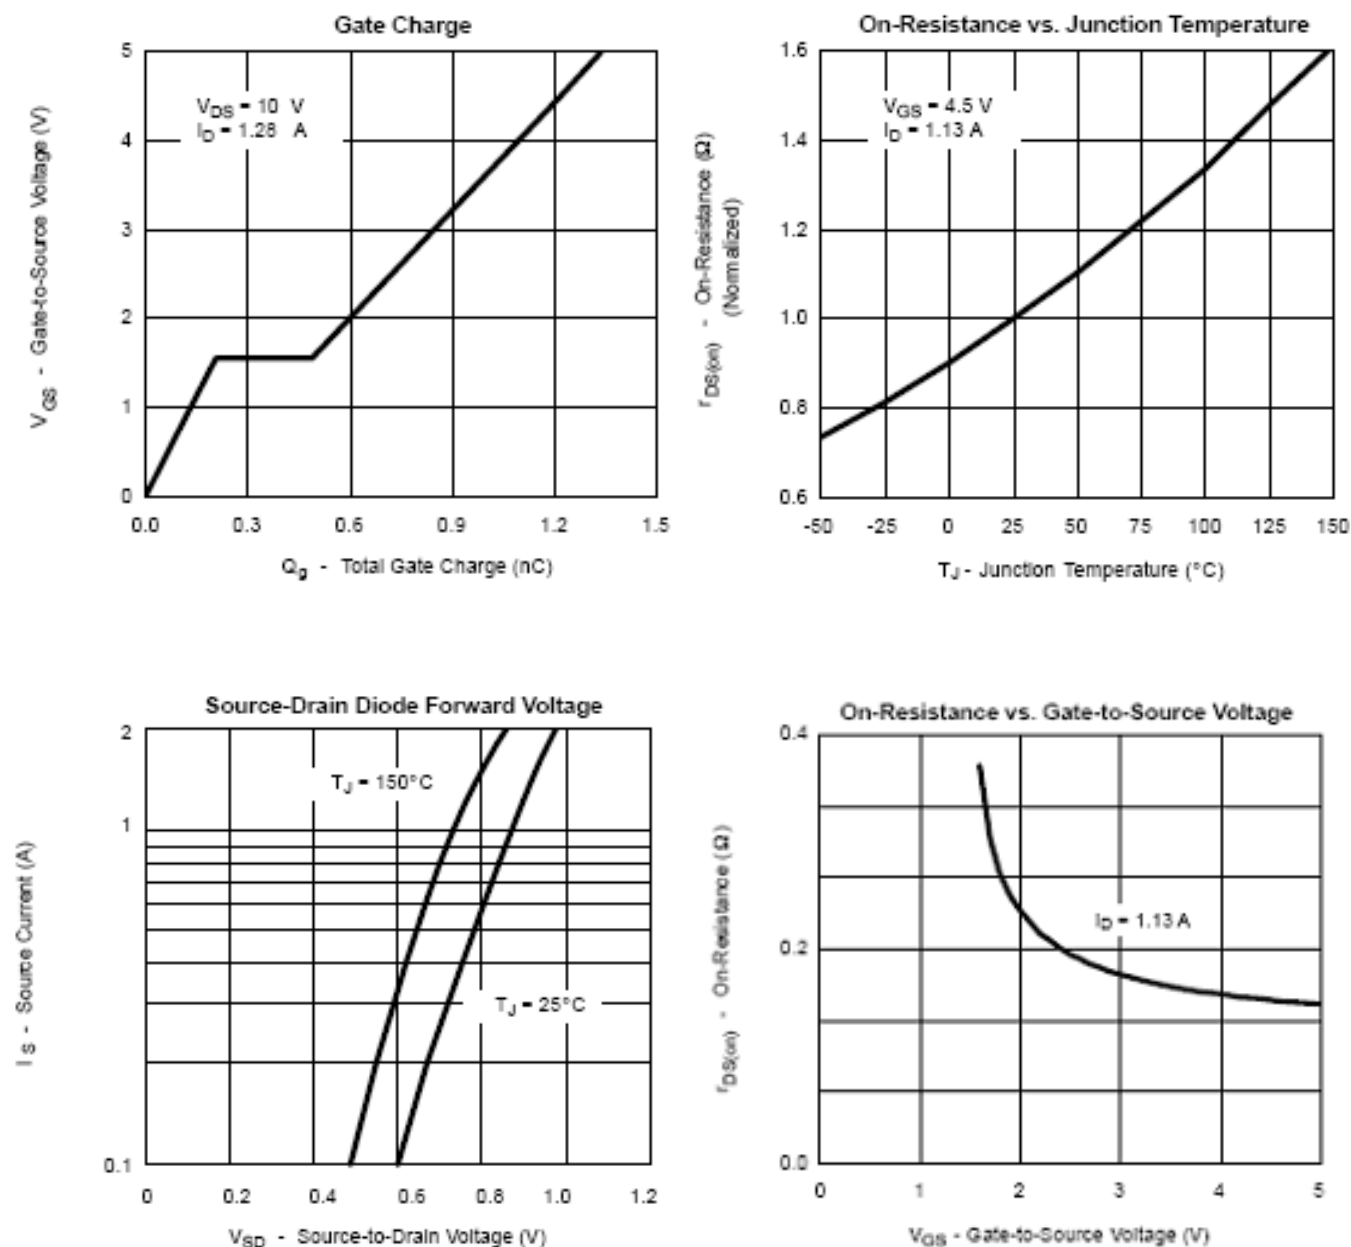 Gate Charge
5
4
3
2
1
0
VGS - Gate-to-Source Voltage (V)
VDS = 10 V
ID = 1.28 A
0.0 0.3 0.6 0.9 1.2 1.5
Qg - Total Gate Charge (nC)
On-Resistance vs. Junction Temperature
1.6
1.4
1.2
1.0
0.8
0.6
rDS(on) - On-Resistance (Ω)
(Normalized)
VGS = 4.5 V
ID = 1.13 A
-50 -25 0 25 50 75 100 125 150
TJ - Junction Temperature (°C)
Source-Drain Diode Forward Voltage
2
1
0.1
IS - Source Current (A)
TJ = 150°C
TJ = 25°C
0 0.2 0.4 0.6 0.8 1.0 1.2
VSD - Source-to-Drain Voltage (V)
On-Resistance vs. Gate-to-Source Voltage
0.4
0.2
0.0
rDS(on) - On-Resistance (Ω)
ID = 1.13 A
0 1 2 3 4 5
VGS - Gate-to-Source Voltage (V)